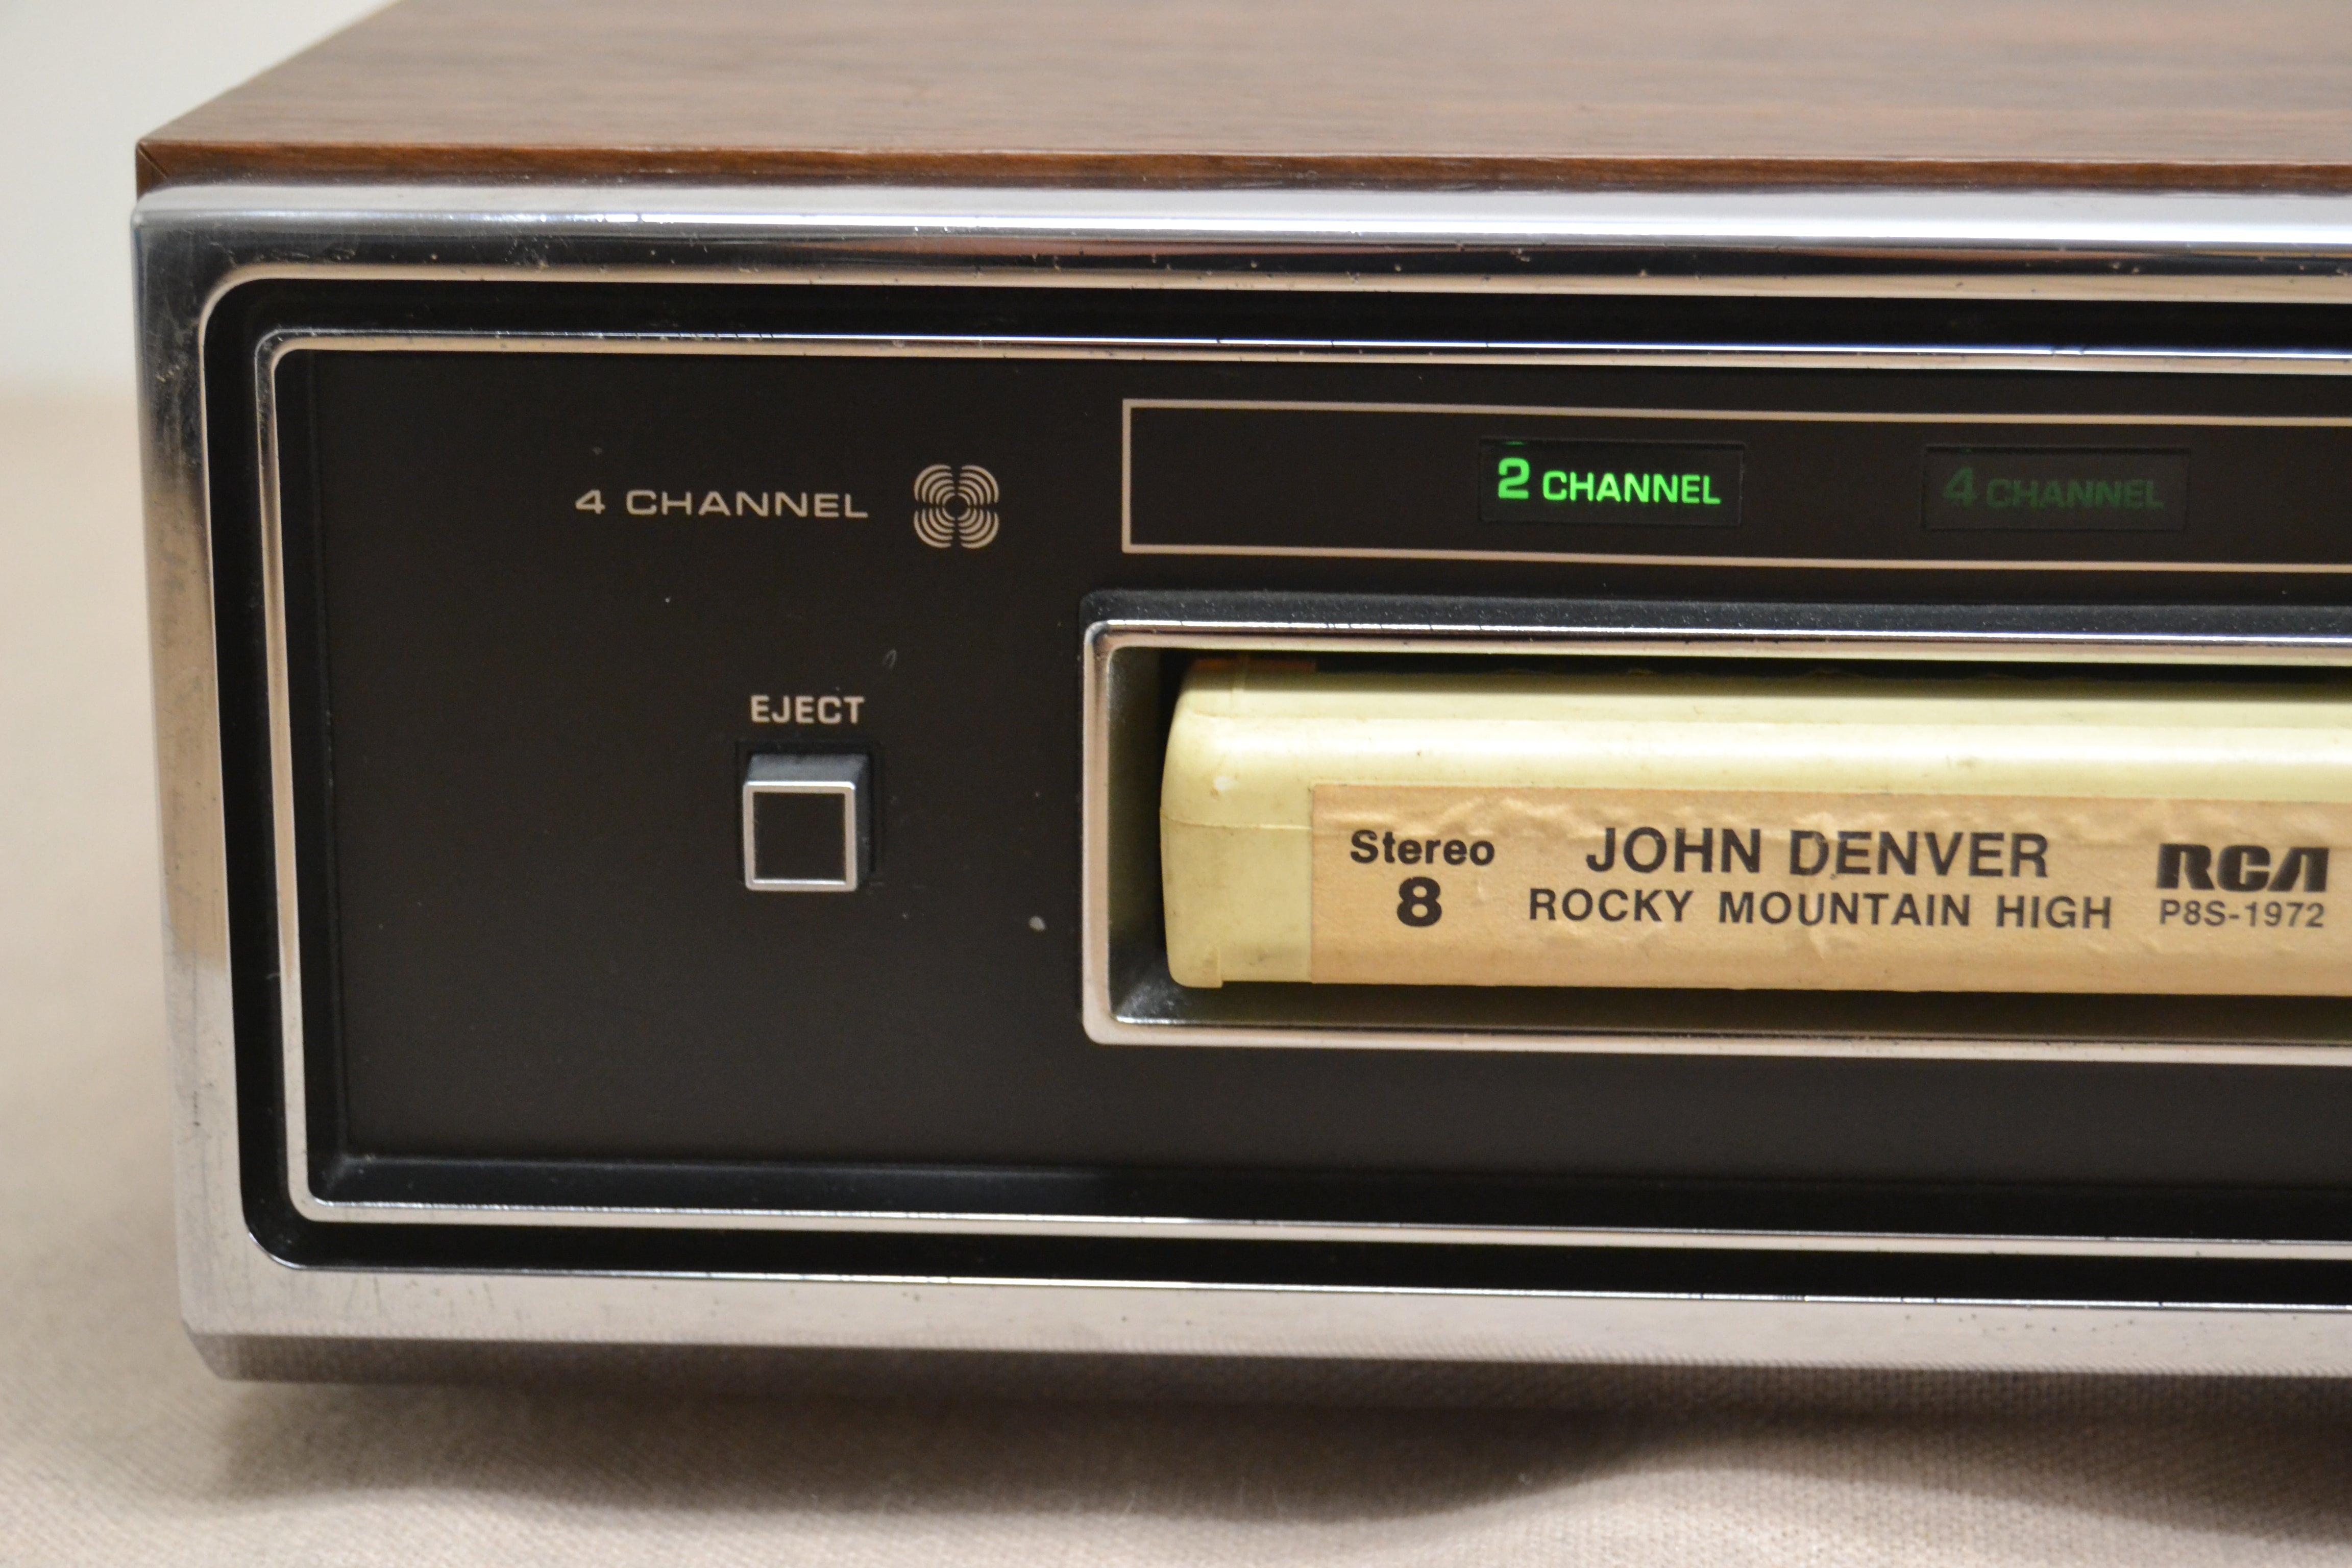 4 CHANNEL
2 CHANNEL
4 CHANNEL
EJECT
Stereo
8
JOHN DENVER
ROCKY MOUNTAIN HIGH
RCA
P8S-1972